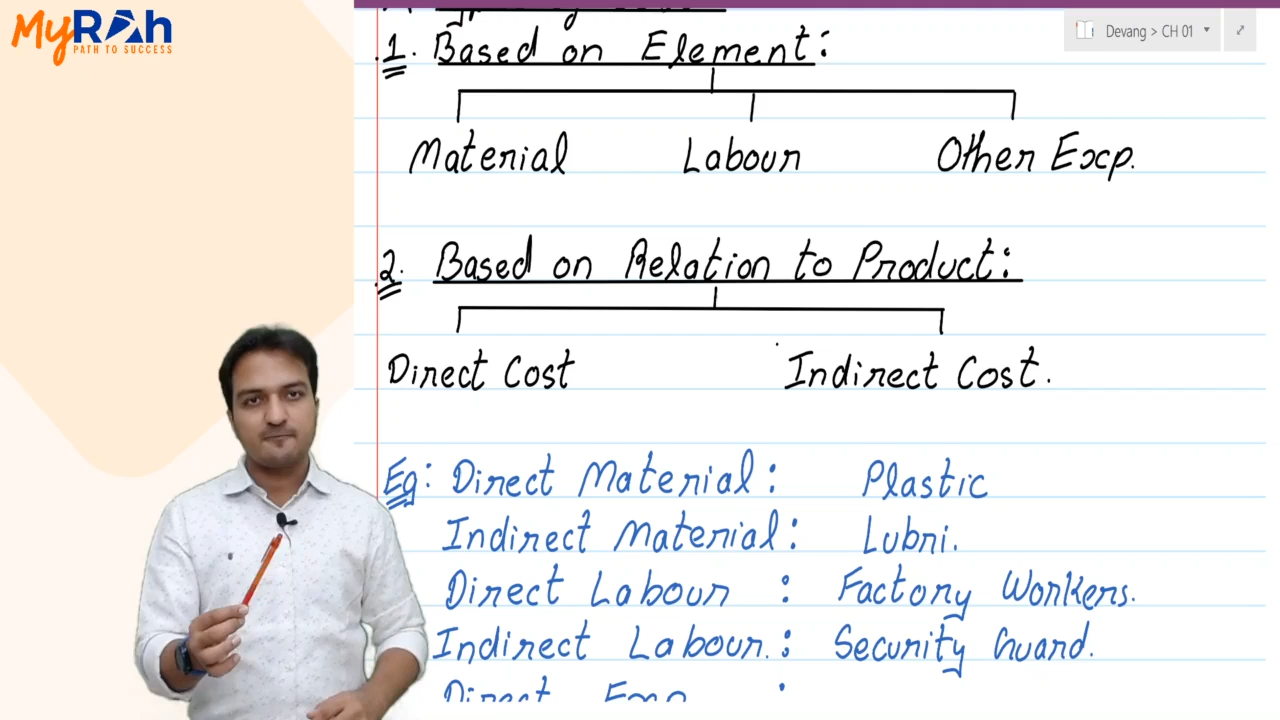 MyRAh
PATH TO SUCCESS
Devang > CH 01
1. Based on Element:
Material Labour Other Exp.
2. Based on Relation to Product:
Direct Cost Indirect Cost.
Eg: Direct Material: Plastic
Indirect Material: Lubri.
Direct Labour : Factory Workers.
Indirect Labour: Security Guard.
Direct :